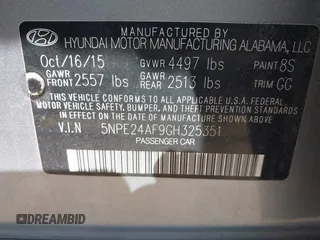 HYUNDAI MOTOR MANUFACTURING ALABAMA, LLC
Oct/16/15 GVWR 4497 lbs PAINT 8S
GAWR FRONT 2557 lbs GAWR REAR 2513 lbs TRIM GG
THIS VEHICLE CONFORMS TO ALL APPLICABLE
FEDERAL MOTOR VEHICLE SAFETY, BUMPER, AND
THEFT PREVENTION STANDARDS IN EFFECT ON
THE DATE OF MANUFACTURE SHOWN ABOVE.
V.I.N 5NPE24AF9GH325351
PASSENGER CAR
DREAMBID